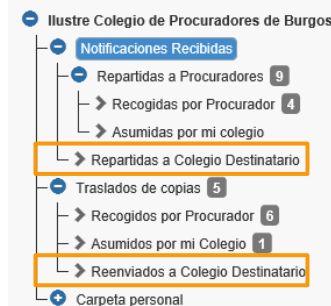 Ilustre Colegio de Procuradores de Burgos
Notificaciones Recibidas
Repartidas a Procuradores 9
Recogidas por Procurador 4
Asumidas por mi colegio
Repartidas a Colegio Destinatario
Traslados de copias 5
Recogidos por Procurador 6
Asumidos por mi Colegio 1
Reenviados a Colegio Destinatario
Carpeta personal